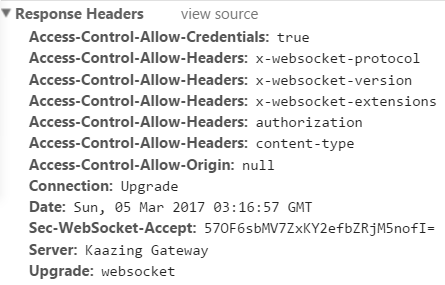 Response Headers view source
Access-Control-Allow-Credentials: true
Access-Control-Allow-Headers: x-websocket-protocol
Access-Control-Allow-Headers: x-websocket-version
Access-Control-Allow-Headers: x-websocket-extensions
Access-Control-Allow-Headers: authorization
Access-Control-Allow-Headers: content-type
Access-Control-Allow-Origin: null
Connection: Upgrade
Date: Sun, 05 Mar 2017 03:16:57 GMT
Sec-WebSocket-Accept: 57OF6sbMV7ZxKY2efbZRjM5nofI=
Server: Kaazing Gateway
Upgrade: websocket